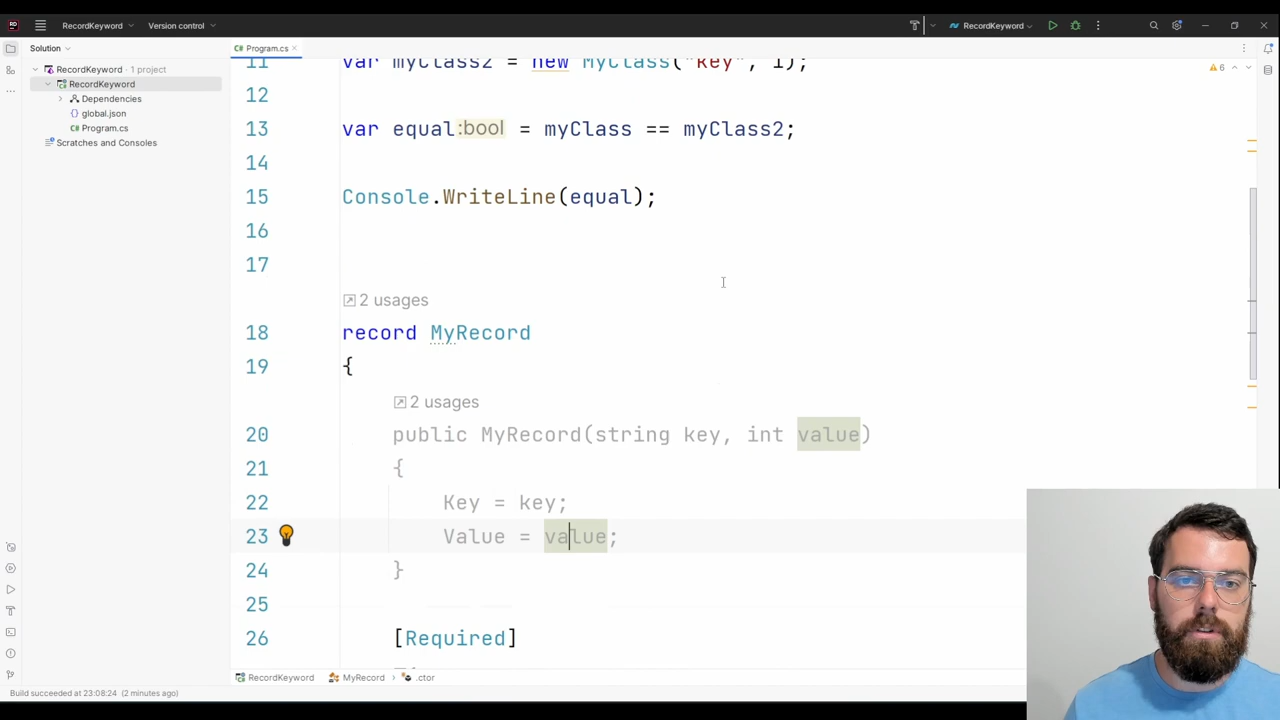 RD RecordKeyword Version control RecordKeyword
Solution
C# Program.cs
RecordKeyword · 1 project
RecordKeyword
Dependencies
global.json
C# Program.cs
Scratches and Consoles
6
11 var myClass2 = new MyClass("key", 1);
12
13 var equal :bool = myClass == myClass2;
14
15 Console.WriteLine(equal);
16
17
2 usages
18 record MyRecord
19 {
2 usages
20 public MyRecord(string key, int value)
21 {
22 Key = key;
23 Value = value;
24 }
25
26 [Required]
RecordKeyword MyRecord .ctor
Build succeeded at 23:08:24 (2 minutes ago)